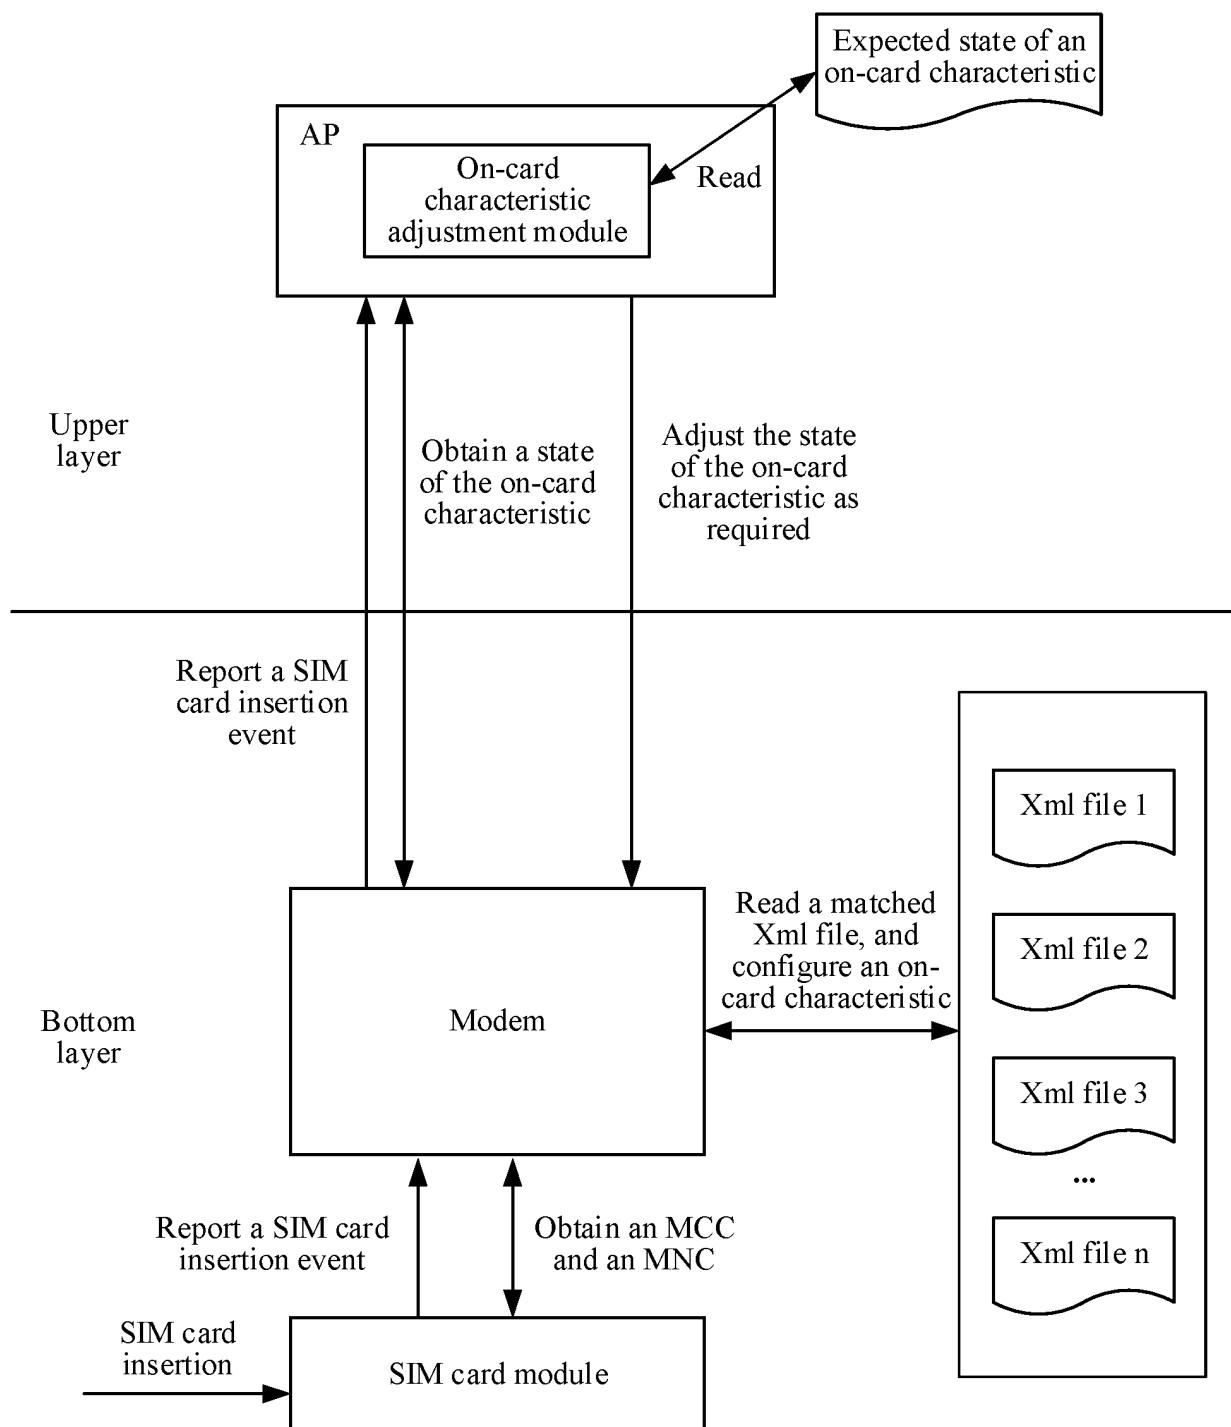 Expected state of an
on-card characteristic
AP
On-card
characteristic
adjustment module
Read
Upper
layer
Obtain a state
of the on-card
characteristic
Adjust the state
of the on-card
characteristic as
required
Report a SIM
card insertion
event
Xml file 1
Read a matched
Xml file, and
configure an on-
card characteristic
Xml file 2
Bottom
layer
Modem
Xml file 3
...
Report a SIM card
insertion event
Obtain an MCC
and an MNC
Xml file n
SIM card
insertion
SIM card module